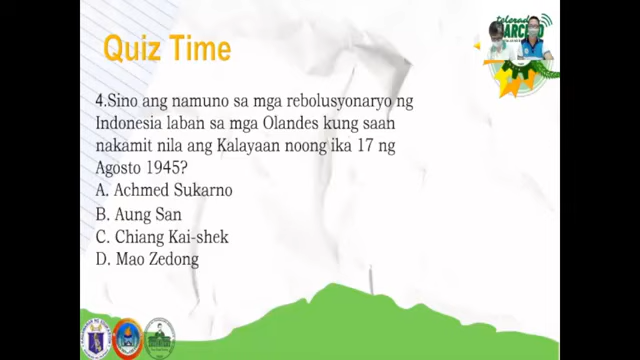 Quiz Time
4.Sino ang namuno sa mga rebolusyonaryo ng
Indonesia laban sa mga Olandes kung saan
nakamit nila ang Kalayaan noong ika 17 ng
Agosto 1945?
A. Achmed Sukarno
B. Aung San
C. Chiang Kai-shek
D. Mao Zedong